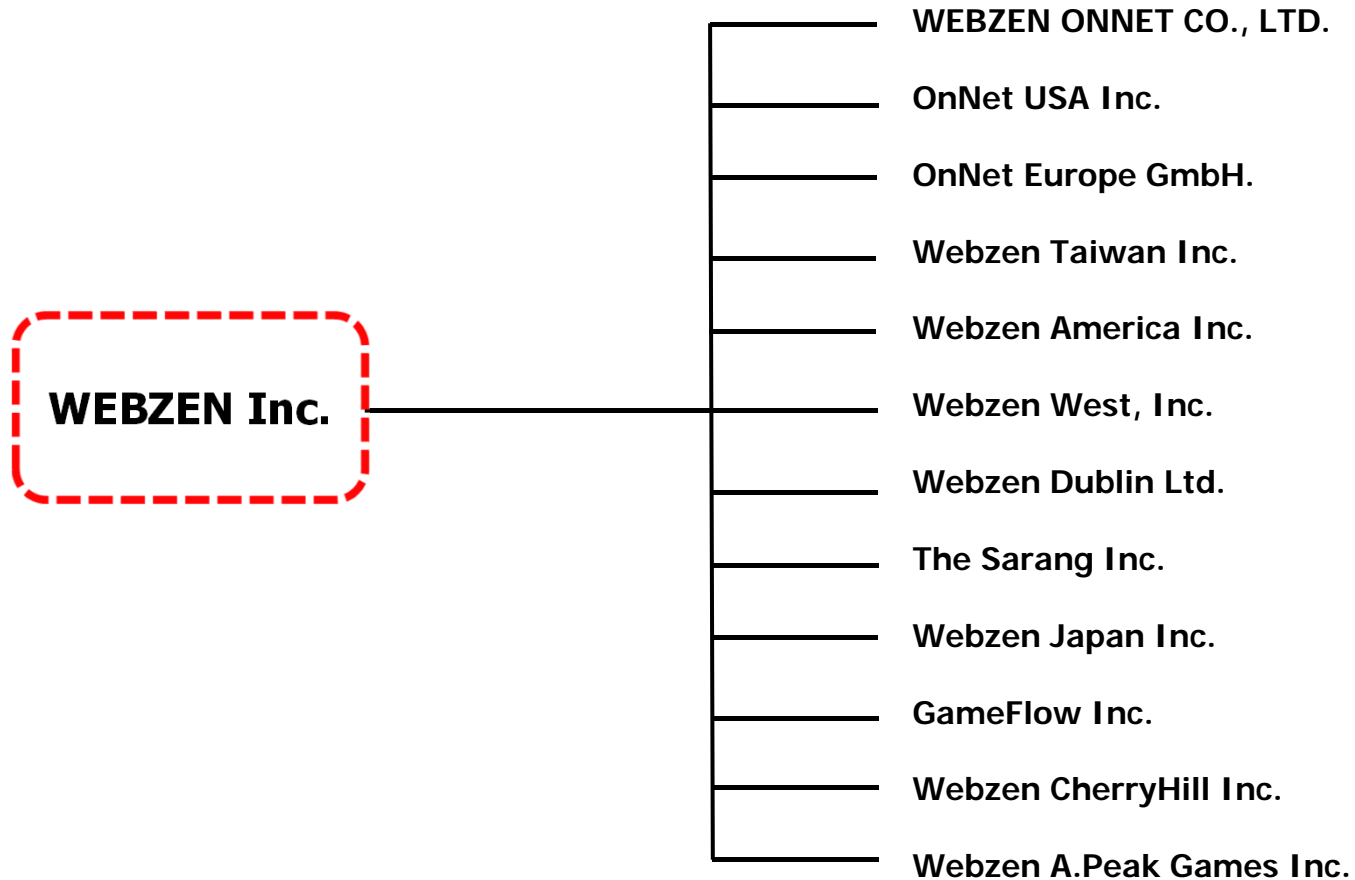 WEBZEN ONNET CO., LTD.
OnNet USA Inc.
OnNet Europe GmbH.
Webzen Taiwan Inc.
Webzen America Inc.
WEBZEN Inc.
Webzen West, Inc.
Webzen Dublin Ltd.
The Sarang Inc.
Webzen Japan Inc.
GameFlow Inc.
Webzen CherryHill Inc.
Webzen A.Peak Games Inc.